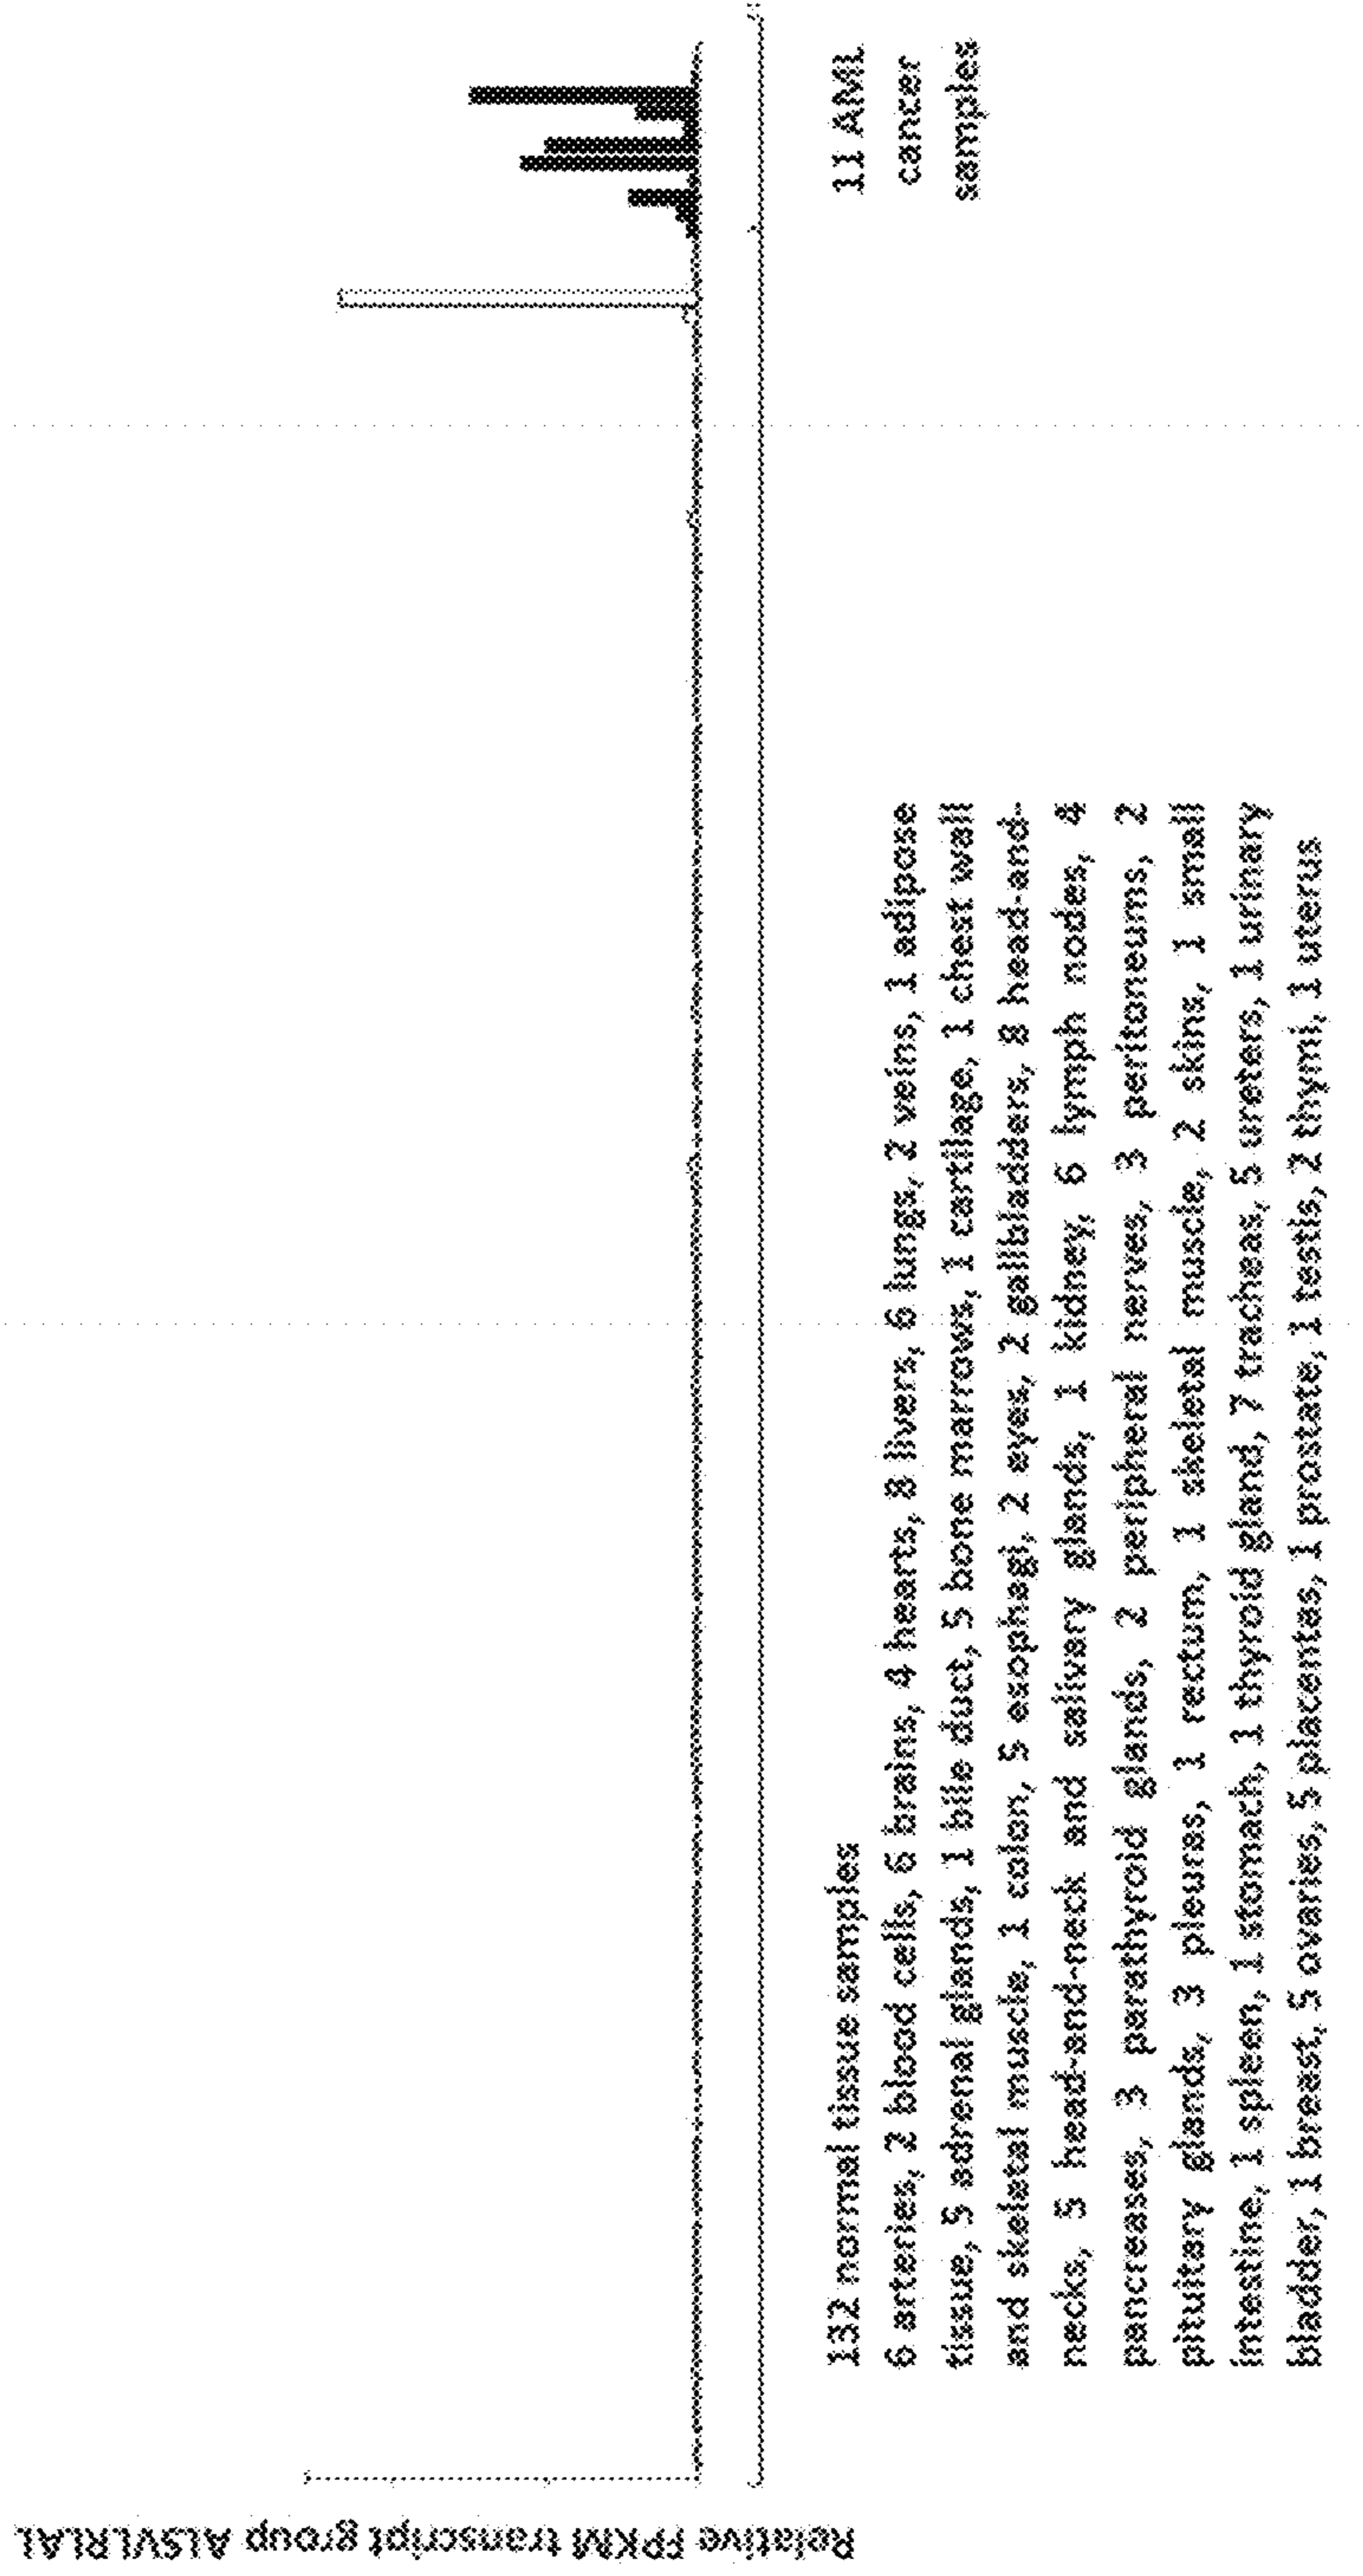 Relative FPKM transcript group ALSVLRLAL
132 normal tissue samples
6 arteries, 2 blood cells, 6 brains, 4 hearts, 8 livers, 6 lungs, 2 veins, 1 adipose
tissue, 5 adrenal glands, 1 bile duct, 5 bone marrows, 1 cartilage, 1 chest wall
and skeletal muscle, 1 colon, 5 esophagi, 2 eyes, 2 gallbladders, 8 head-and-
necks, 5 head-and-neck and salivary glands, 1 kidney, 6 lymph nodes, 4
pancreases, 3 parathyroid glands, 2 peripheral nerves, 3 peritoneums, 2
pituitary glands, 3 pleuras, 1 rectum, 1 skeletal muscle, 2 skins, 1 small
intestine, 1 spleen, 1 stomach, 1 thyroid gland, 7 tracheas, 5 ureters, 1 urinary
bladder, 1 breast, 5 ovaries, 5 placentas, 1 prostate, 1 testis, 2 thymi, 1 uterus
11 AML
cancer
samples